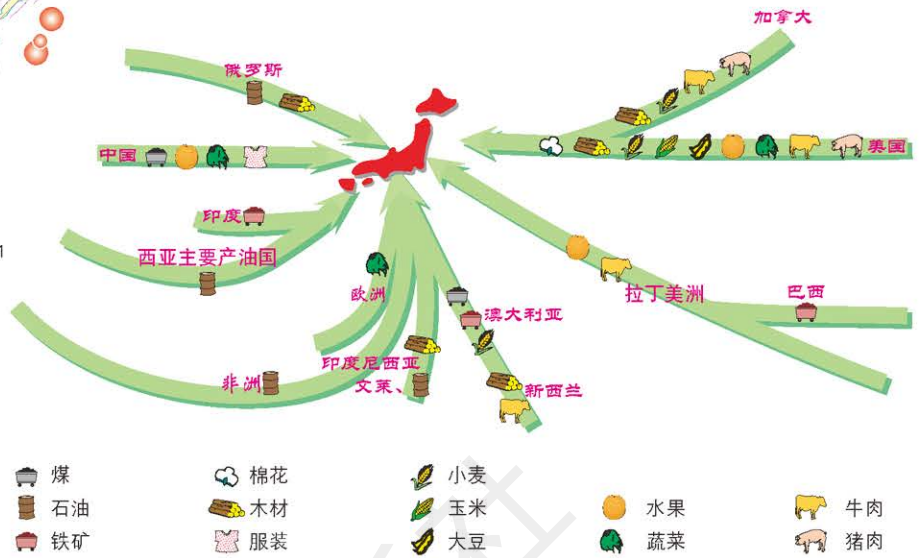 加拿大
俄罗斯
中国
美国
印度
西亚主要产油国
欧洲
拉丁美洲
巴西
澳大利亚
印度尼西亚
文莱、
非洲
新西兰
煤 棉花 小麦
石油 木材 玉米 水果 牛肉
铁矿 服装 大豆 蔬菜 猪肉